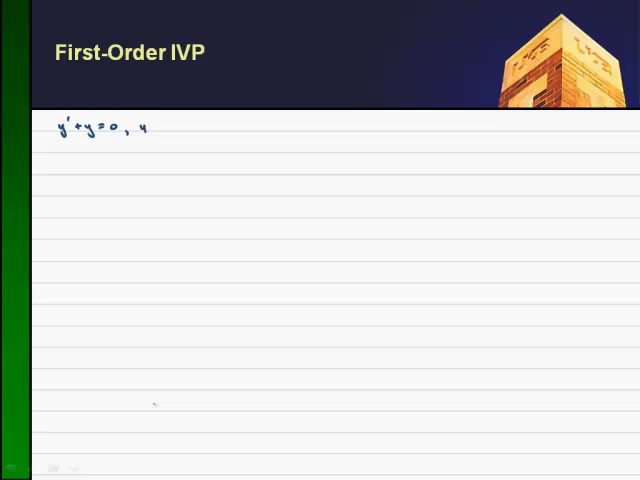 First-Order IVP
y' + y = 0, y